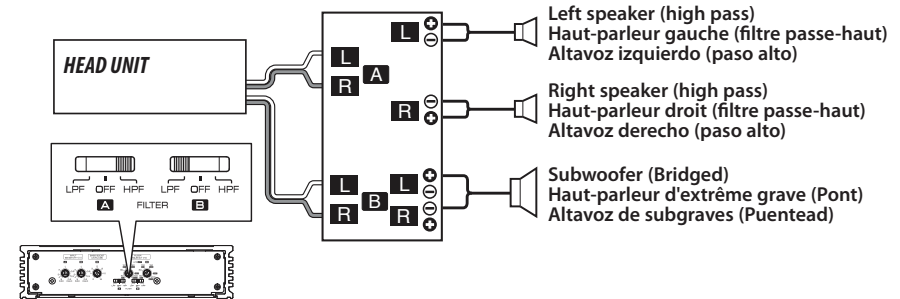 Left speaker (high pass)
Haut-parleur gauche (filtre passe-haut)
Altavoz izquierdo (paso alto)
L
HEAD UNIT
L
R A
Right speaker (high pass)
Haut-parleur droit (filtre passe-haut)
Altavoz derecho (paso alto)
R
LPF OFF HPF LPF OFF HPF
A FILTER B
L
R B
L
R
Subwoofer (Bridged)
Haut-parleur d'extrême grave (Pont)
Altavoz de subgraves (Puentead)